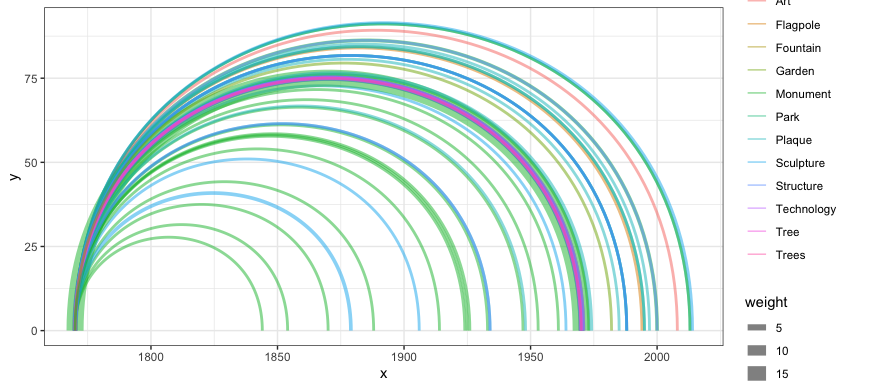 Art
Flagpole
Fountain
Garden
Monument
Park
Plaque
Sculpture
Structure
Technology
Tree
Trees
weight
5
10
15
75
50
25
0
y
1800
1850
1900
1950
2000
x